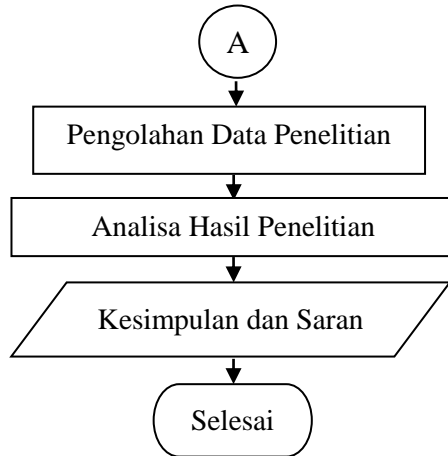 A
Pengolahan Data Penelitian
Analisa Hasil Penelitian
Kesimpulan dan Saran
Selesai